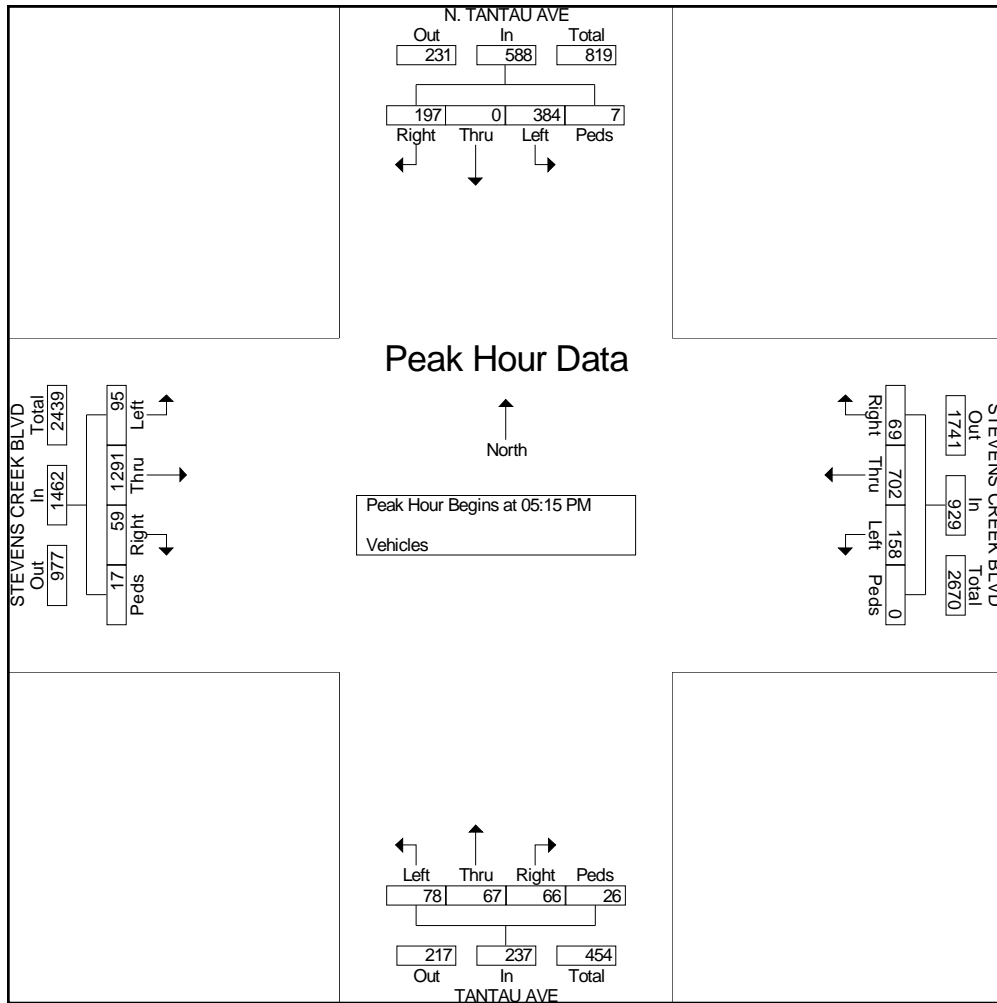 N. TANTAU AVE
Out In Total
231 588 819
197 0 384 7
Right Thru Left Peds
Peak Hour Data
North
Peak Hour Begins at 05:15 PM
Vehicles
STEVENS CREEK BLVD
Total In Out
2439 1462 977
95 1291 59 17
Left Thru Right Peds
STEVENS CREEK BLVD
Out In Total
1741 929 2670
69 702 158 0
Right Thru Left Peds
Left Thru Right Peds
78 67 66 26
217 237 454
Out In Total
TANTAU AVE